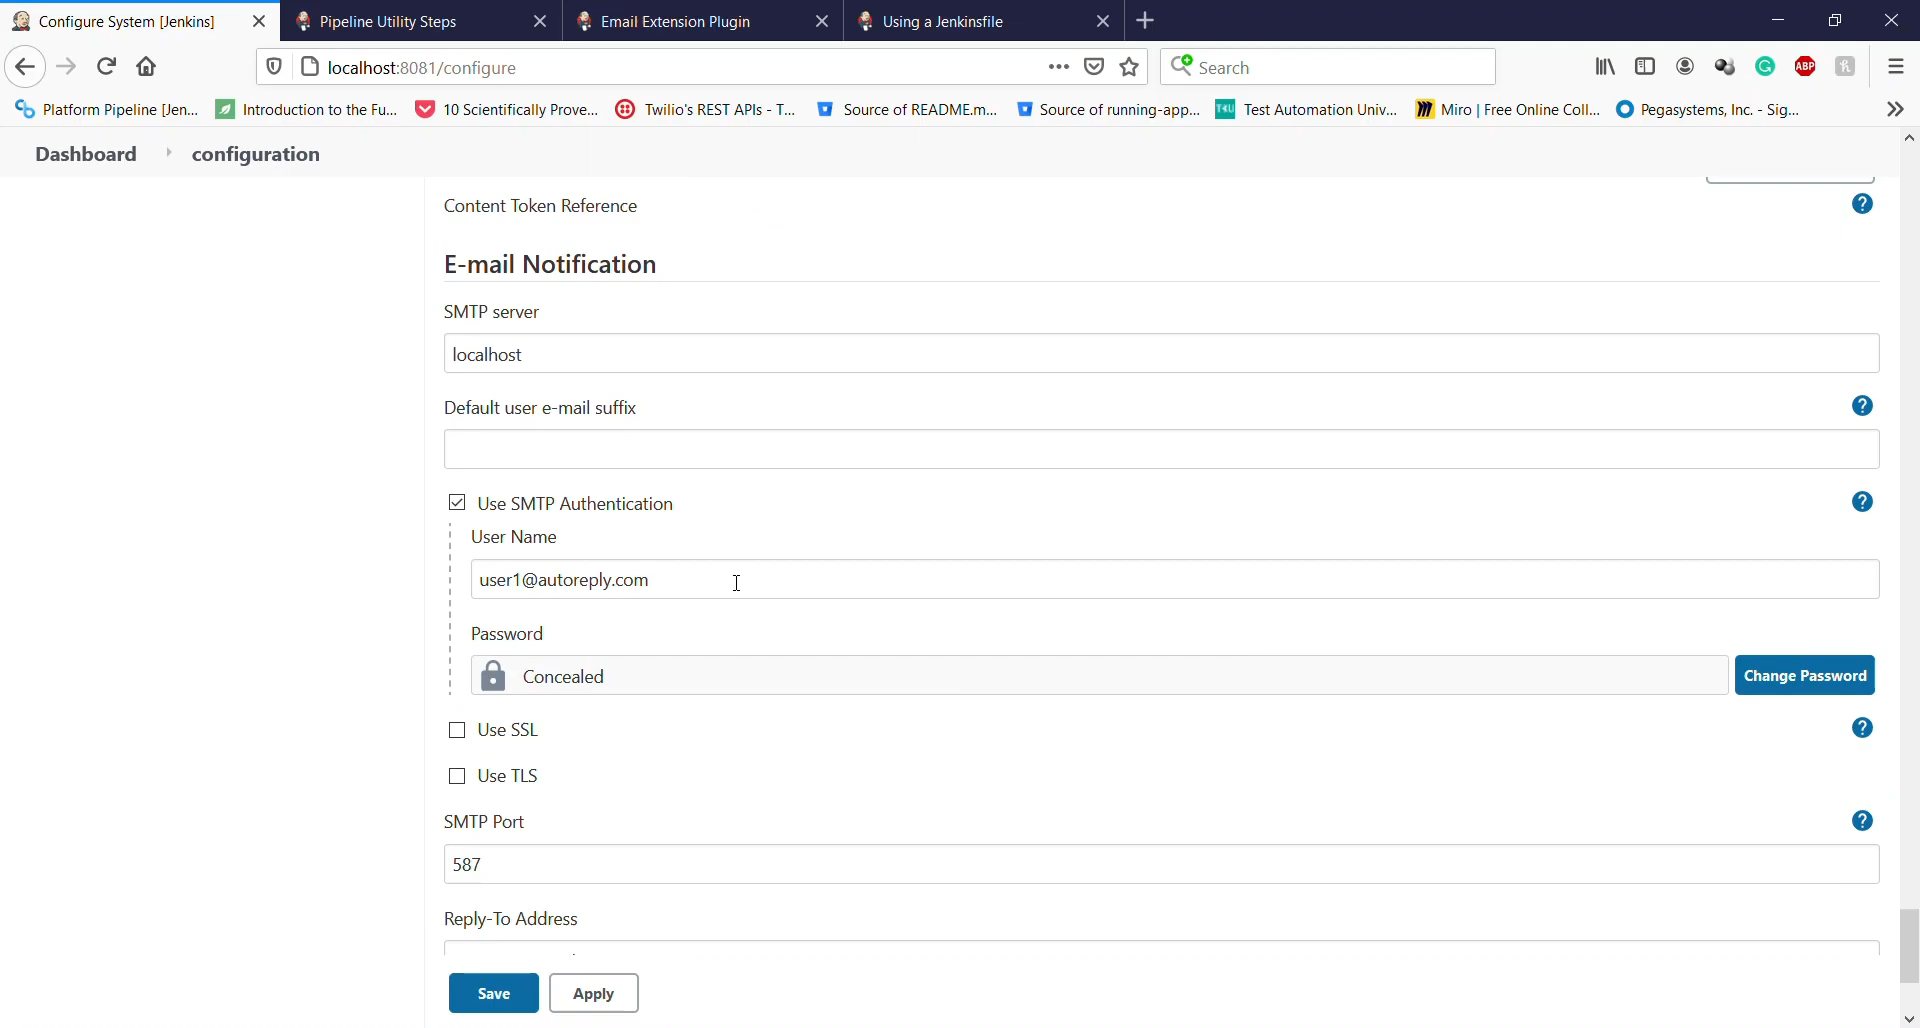 Configure System [Jenkins]
Pipeline Utility Steps
Email Extension Plugin
Using a Jenkinsfile
localhost:8081/configure
Search
ABP
Platform Pipeline [Jen...
Introduction to the Fu...
10 Scientifically Prove...
Twilio's REST APIs - T...
Source of README.m...
Source of running-app...
Test Automation Univ...
Miro | Free Online Coll...
Pegasystems, Inc. - Sig...
Dashboard
configuration
Content Token Reference
?
E-mail Notification
SMTP server
localhost
Default user e-mail suffix
?
Use SMTP Authentication
?
User Name
user1@autoreply.com
Password
Concealed
Change Password
Use SSL
?
Use TLS
SMTP Port
?
587
Reply-To Address
Save
Apply